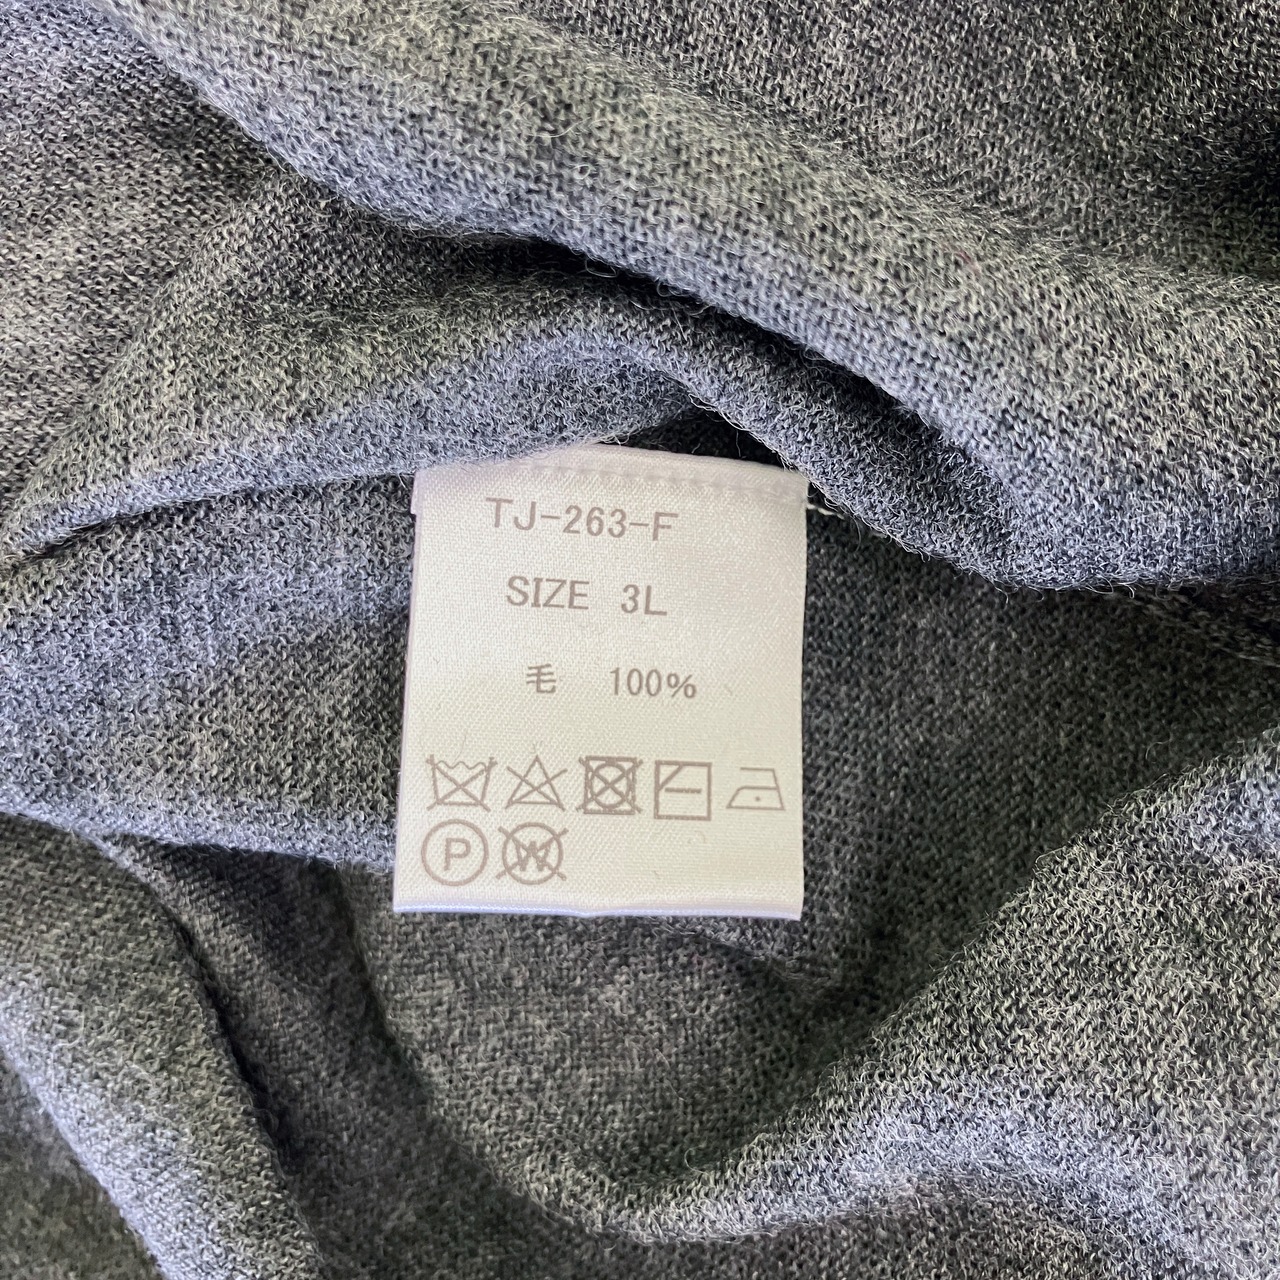 TJ-263-F
SIZE 3L
毛 100%
P W